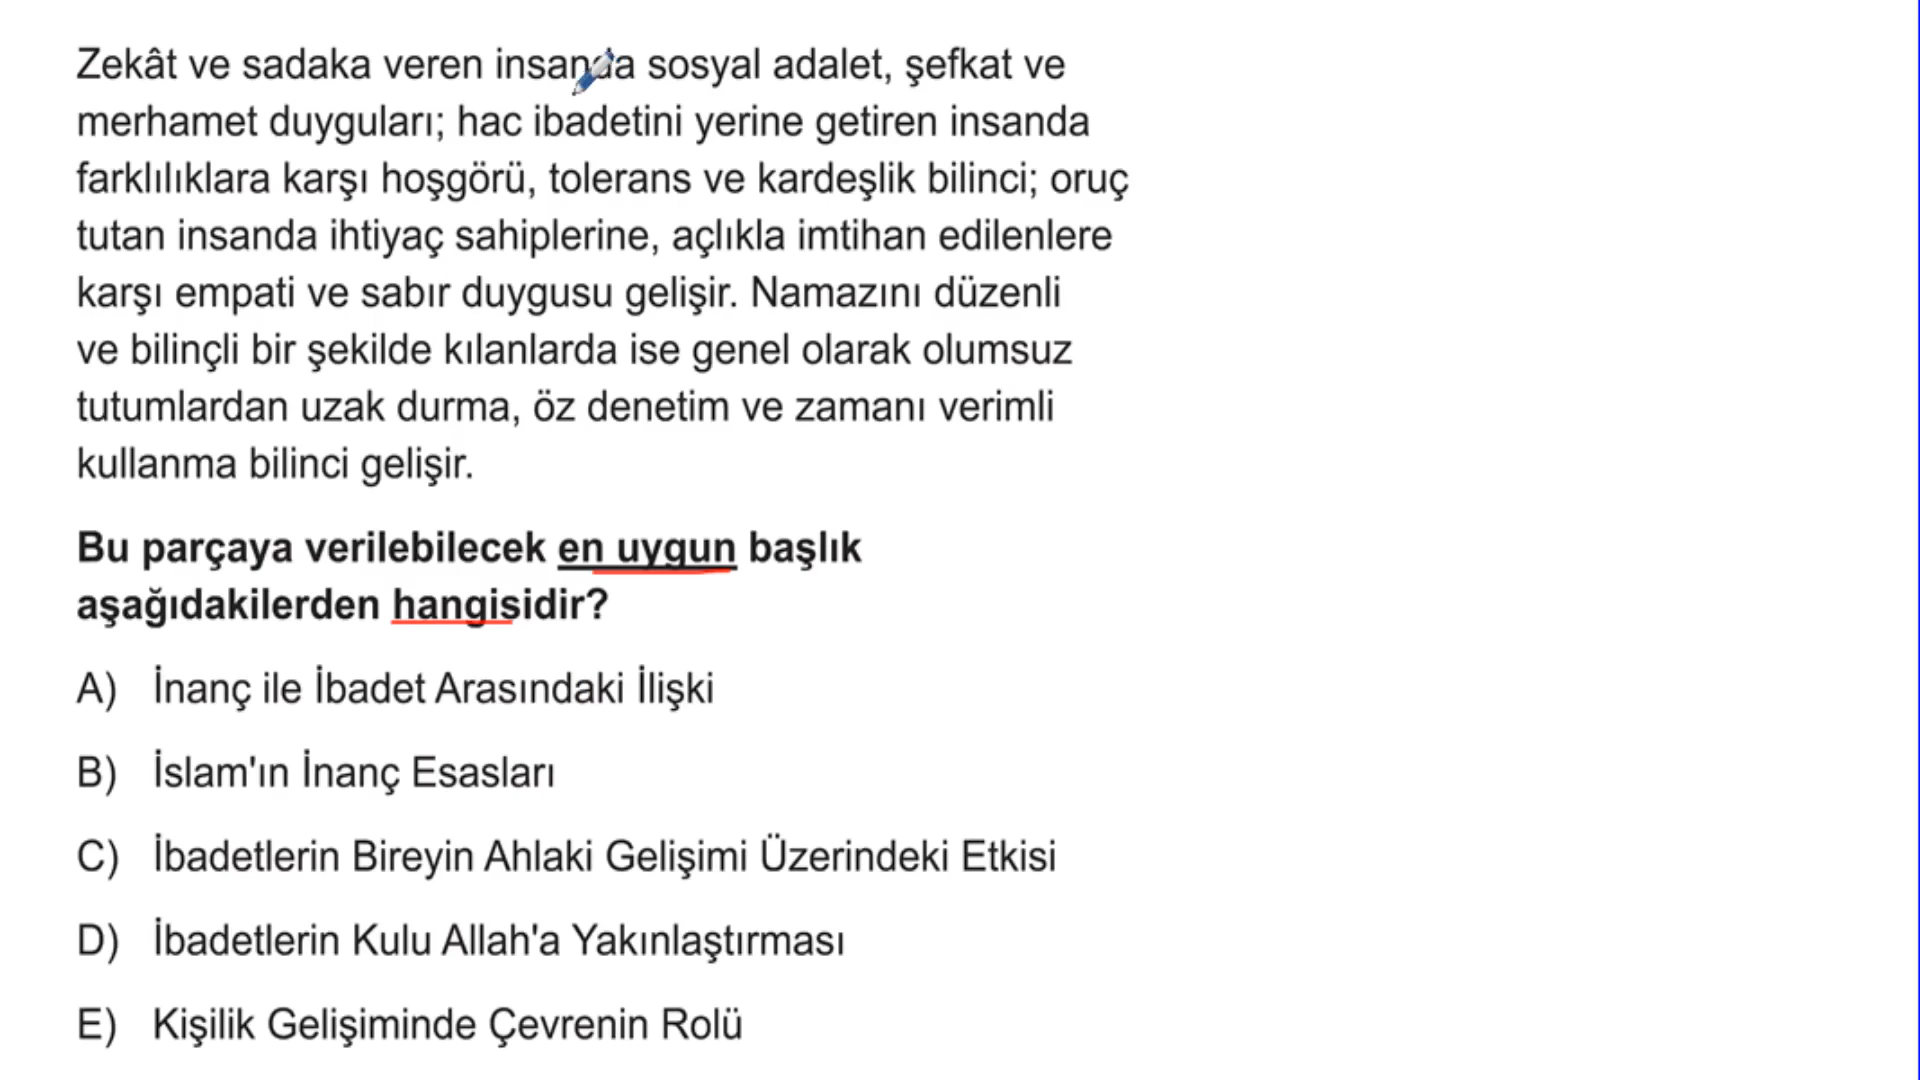 Zekât ve sadaka veren insanda sosyal adalet, şefkat ve
merhamet duyguları; hac ibadetini yerine getiren insanda
farklılıklara karşı hoşgörü, tolerans ve kardeşlik bilinci; oruç
tutan insanda ihtiyaç sahiplerine, açlıkla imtihan edilenlere
karşı empati ve sabır duygusu gelişir. Namazını düzenli
ve bilinçli bir şekilde kılanlarda ise genel olarak olumsuz
tutumlardan uzak durma, öz denetim ve zamanı verimli
kullanma bilinci gelişir.
Bu parçaya verilebilecek en uygun başlık
aşağıdakilerden hangisidir?
A) İnanç ile İbadet Arasındaki İlişki
B) İslam'ın İnanç Esasları
C) İbadetlerin Bireyin Ahlaki Gelişimi Üzerindeki Etkisi
D) İbadetlerin Kulu Allah'a Yakınlaştırması
E) Kişilik Gelişiminde Çevrenin Rolü